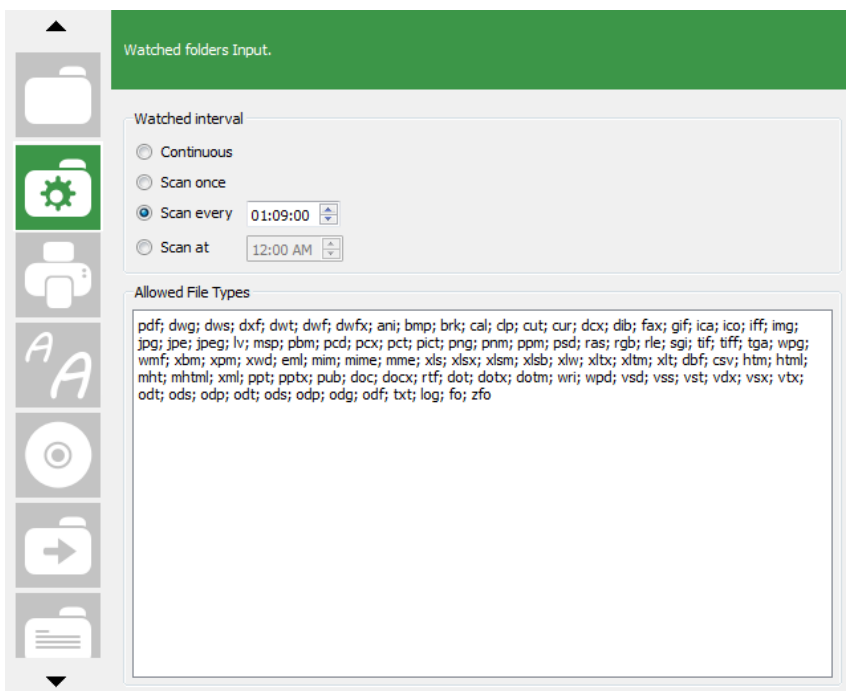 Watched folders Input.
Watched interval
Continuous
Scan once
Scan every 01:09:00
Scan at 12:00 AM
Allowed File Types
pdf; dwg; dws; dxf; dwt; dwf; dwfx; ani; bmp; brk; cal; clp; cut; cur; dcx; dib; fax; gif; ica; ico; iff; img;
jpg; jpe; jpeg; lv; msp; pbm; pcd; pcx; pct; pict; png; pnm; ppm; psd; ras; rgb; rle; sgi; tif; tiff; tga; wpg;
wmf; xbm; xpm; xwd; eml; mim; mime; mme; xls; xlsx; xlsm; xlsb; xlw; xltx; xltm; xlt; dbf; csv; htm; html;
mht; mhtml; xml; ppt; pptx; pub; doc; docx; rtf; dot; dotx; dotm; wri; wpd; vsd; vss; vst; vdx; vsx; vtx;
odt; ods; odp; odt; ods; odp; odg; odf; txt; log; fo; zfo
A A